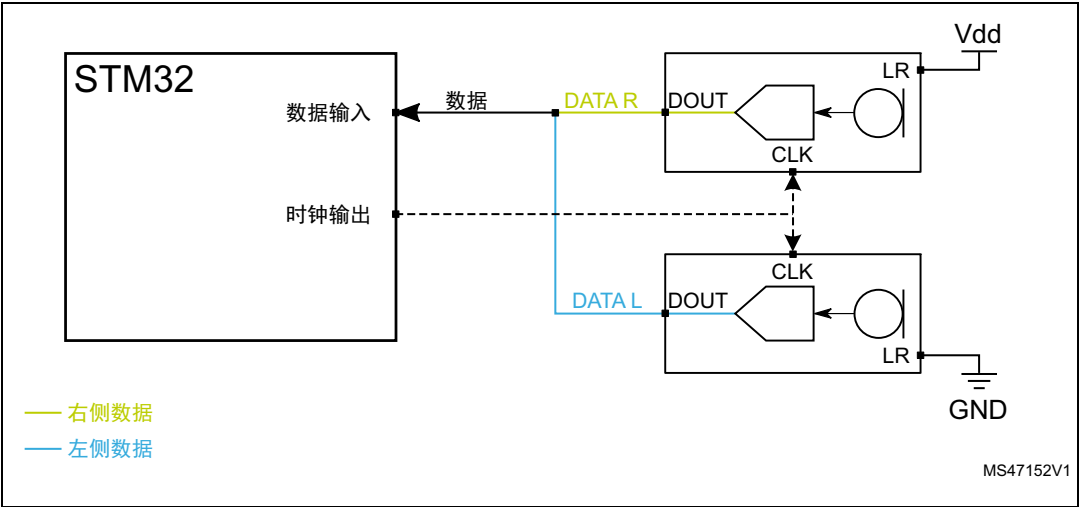 Vdd
STM32
LR
数据输入
数据
DATA R
DOUT
CLK
时钟输出
CLK
DATA L
DOUT
LR
GND
右侧数据
左侧数据
MS47152V1